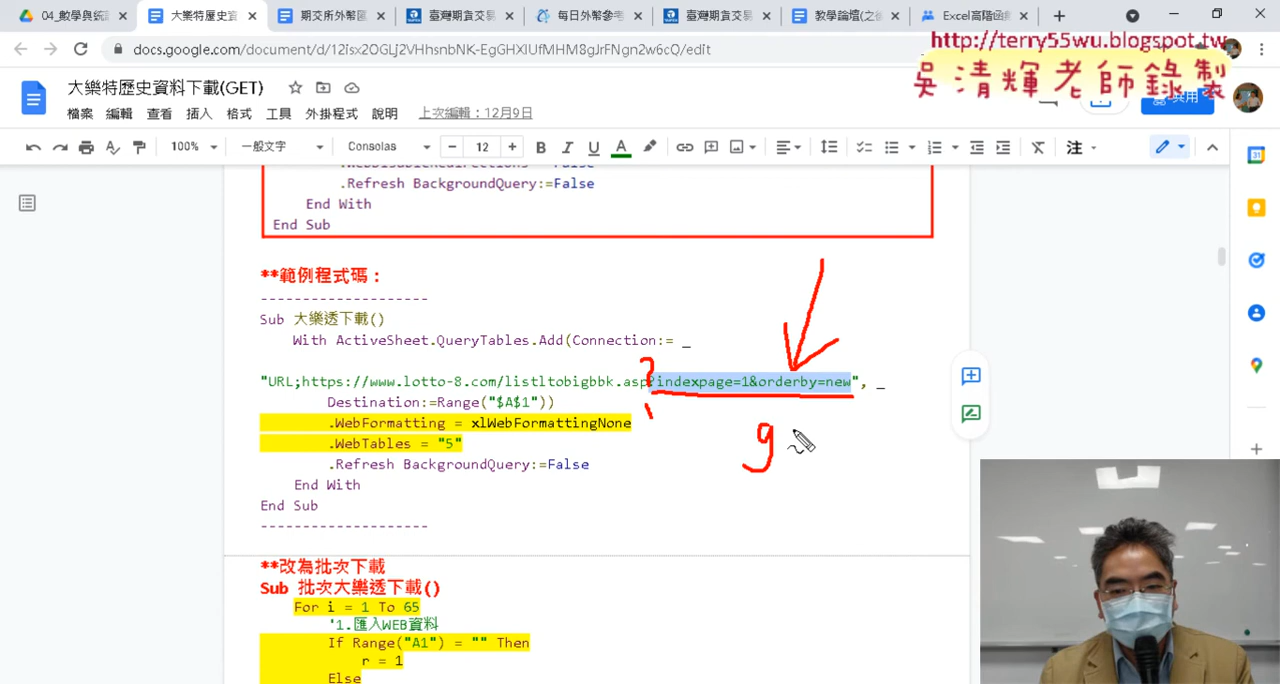 04_數學與統
大樂特歷史資
期交所外幣匯
臺灣期貨交易
每日外幣參考
臺灣期貨交易
教學論壇(之後
Excel高階函
docs.google.com/document/d/12isx2OGLJ2VHhsnbNK-EgGHXIUfMHM8gJrFNgn2w6CQ/edit
http://terry55wu.blogspot.tw
吳清輝老師錄製
大樂特歷史資料下載(GET)
檔案 編輯 查看 插入 格式 工具 外掛程式 說明 上次編輯：12月9日
共用
100% 一般文字 Consolas 12 B I U A 注
.Refresh BackgroundQuery:=False
End With
End Sub
**範例程式碼：
--------------------
Sub 大樂透下載()
With ActiveSheet.QueryTables.Add(Connection:= _
"URL;https://www.lotto-8.com/listltobigbbk.asp?indexpage=1&orderby=new", _
Destination:=Range("$A$1"))
.WebFormatting = xlWebFormattingNone
.WebTables = "5"
.Refresh BackgroundQuery:=False
End With
End Sub
--------------------
?
g
**改為批次下載
Sub 批次大樂透下載()
For i = 1 To 65
'1.匯入WEB資料
If Range("A1") = "" Then
r = 1
Else